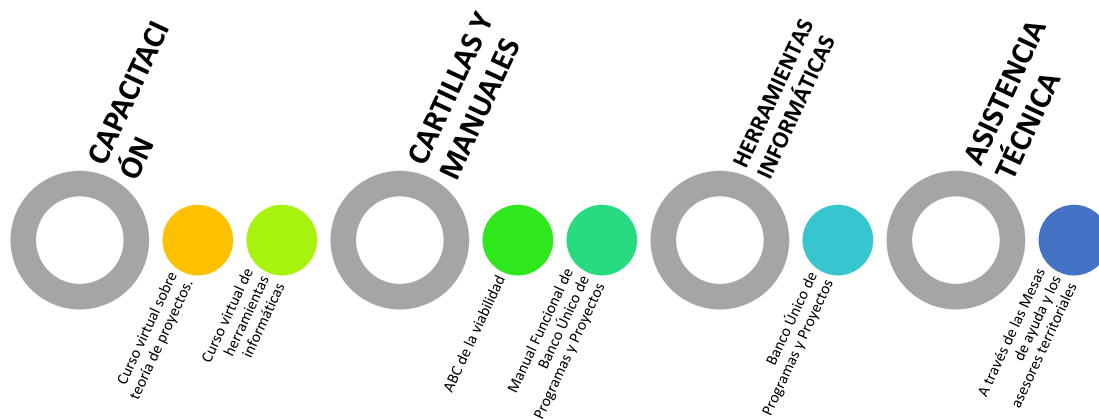 CAPACITACI
ÓN
Curso virtual sobre
teoría de proyectos.
Curso virtual de
herramientas
informáticas
CARTILLAS Y
MANUALES
ABC de la viabilidad
Manual Funcional de
Banco Único de
Programas y Proyectos
HERRAMIENTAS
INFORMÁTICAS
Banco Único de
Programas y Proyectos
ASISTENCIA
TÉCNICA
A través de las Mesas
de ayuda y los
asesores territoriales